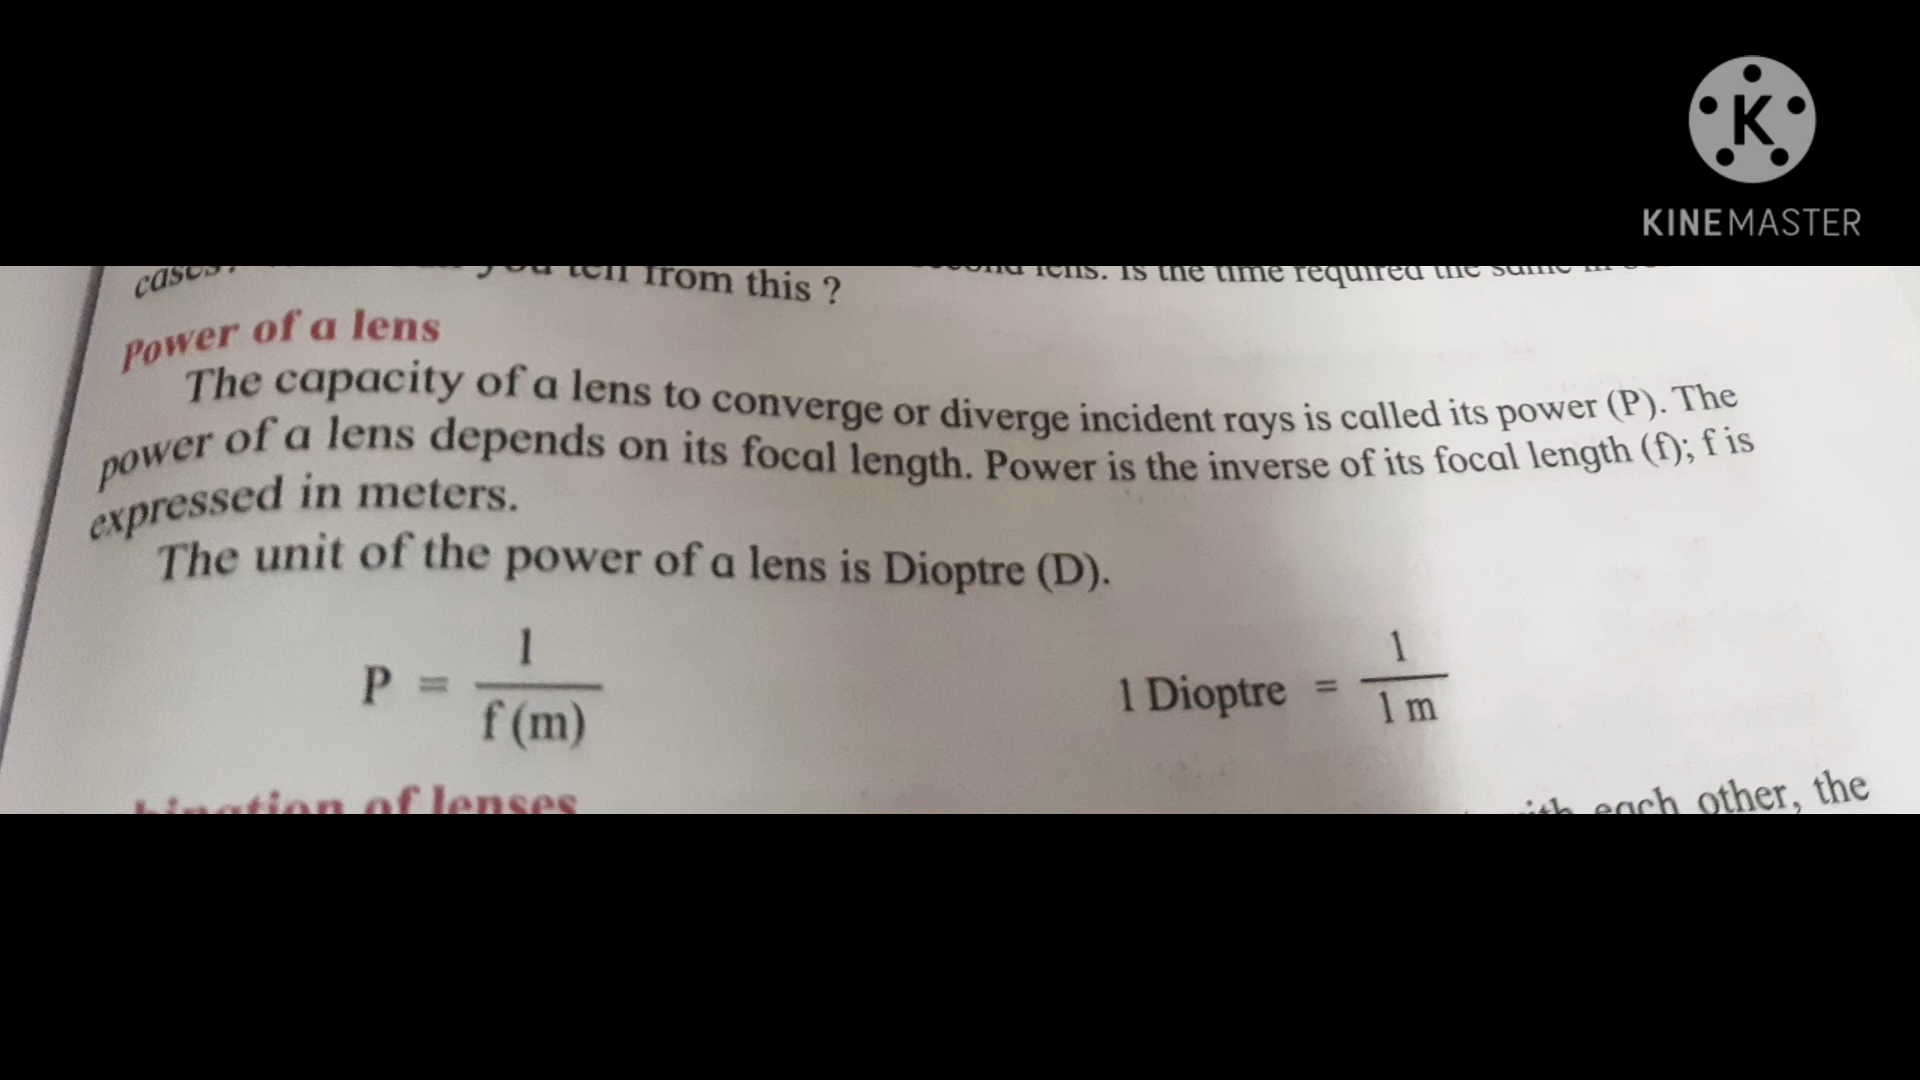 KINEMASTER
from this ?
Power of a lens
The capacity of a lens to converge or diverge incident rays is called its power (P). The
power of a lens depends on its focal length. Power is the inverse of its focal length (f); f is
expressed in meters.
The unit of the power of a lens is Dioptre (D).
P = 1 / f (m)
1 Dioptre = 1 / 1 m
of lenses
each other, the